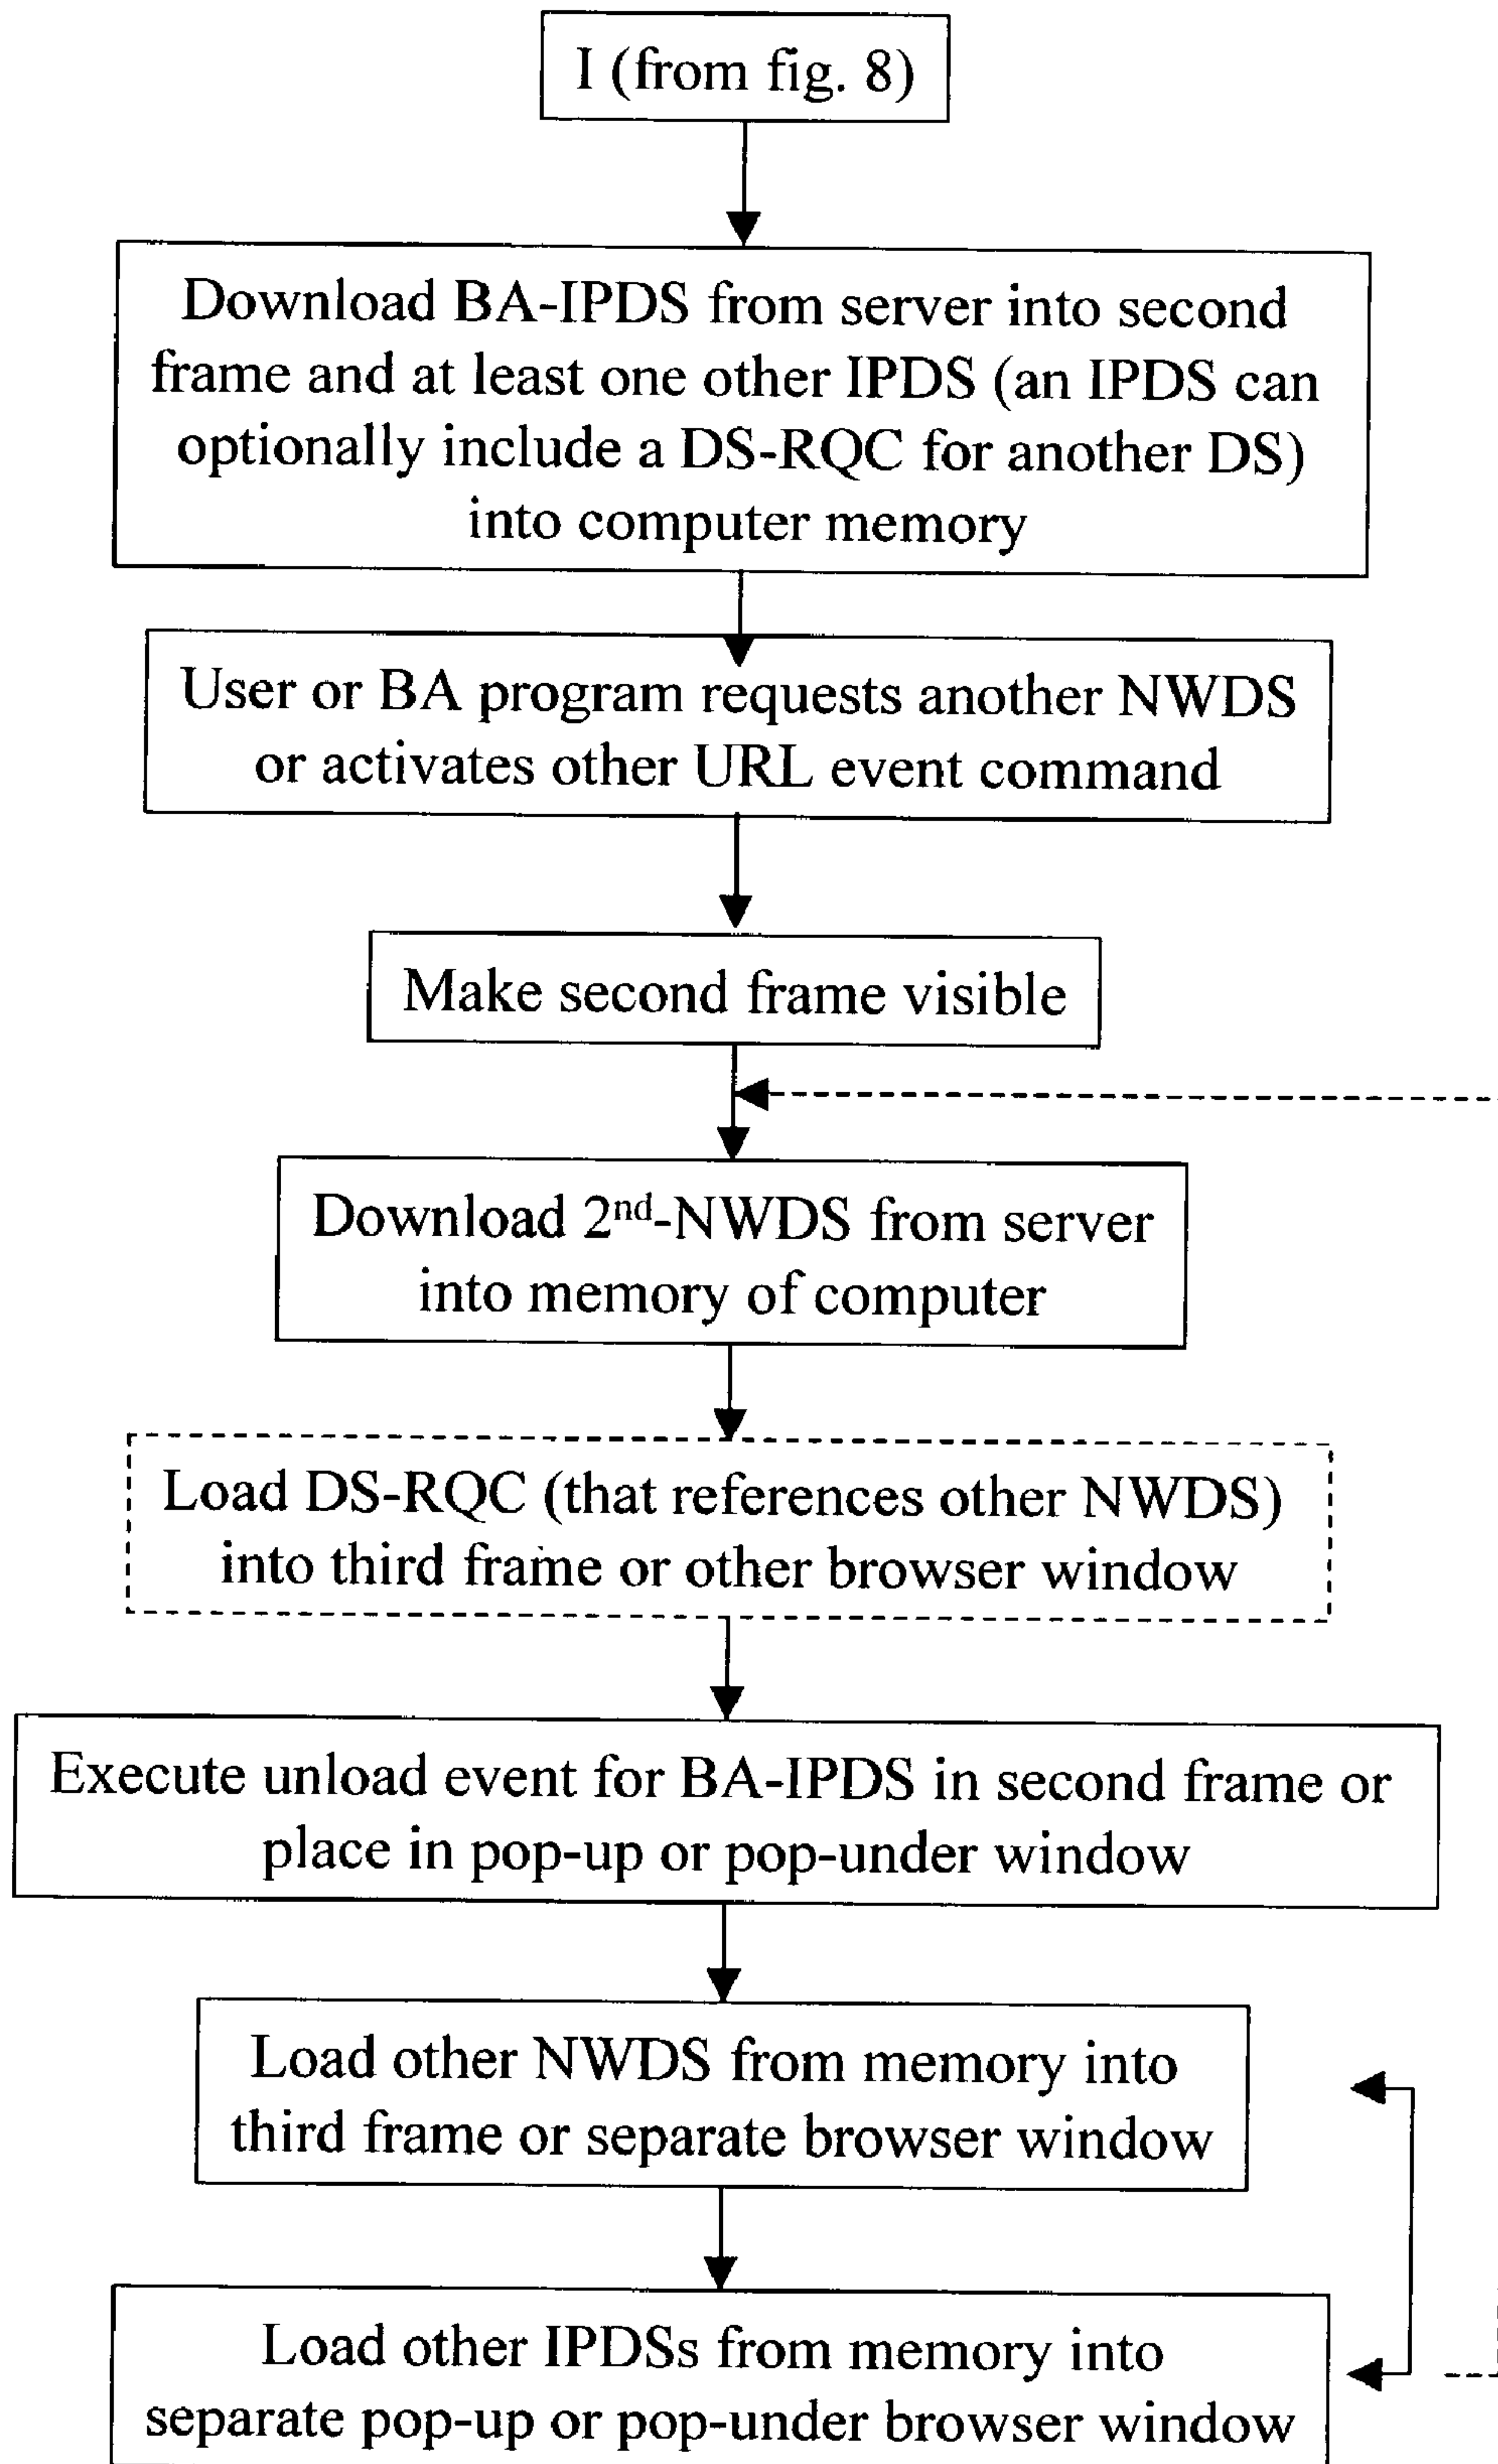 I (from fig. 8)
Download BA-IPDS from server into second
frame and at least one other IPDS (an IPDS can
optionally include a DS-RQC for another DS)
into computer memory
User or BA program requests another NWDS
or activates other URL event command
Make second frame visible
Download 2nd-NWDS from server
into memory of computer
Load DS-RQC (that references other NWDS)
into third frame or other browser window
Execute unload event for BA-IPDS in second frame or
place in pop-up or pop-under window
Load other NWDS from memory into
third frame or separate browser window
Load other IPDSs from memory into
separate pop-up or pop-under browser window